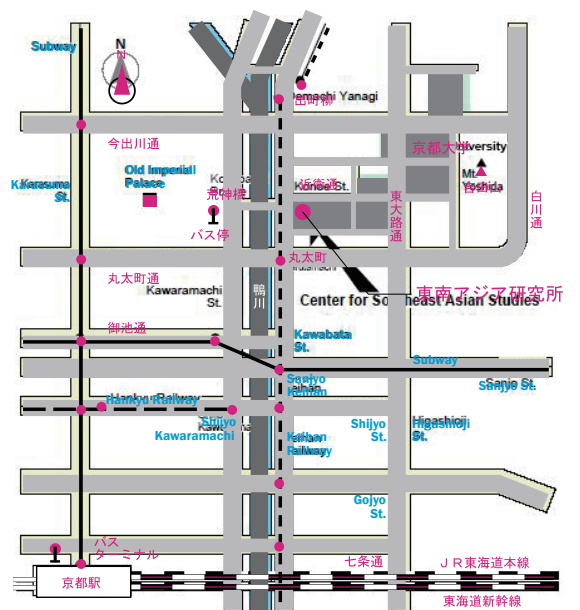 Subway
N
N
Demachi Yanagi
出町柳
今出川通
京都大学
University
Old Imperial
Palace
Karasuma
St.
荒神橋
近衛通
Konoe St.
Mt.
Yoshida
吉田山
東大路通
白川通
バス停
丸太町
丸太町通
Kawaramachi
St.
鴨川
東南アジア研究所
Center for Southeast Asian Studies
御池通
Kawabata
St.
Subway
Sanjyo
Keihan
Sanjo St.
Sanjyo St.
Hankyu Railway
Shijyo
Kawaramachi
Keihan
Railway
Shijyo
St.
Higashioji
St.
Gojyo
St.
バス
ターミナル
七条通
JR東海道本線
京都駅
東海道新幹線